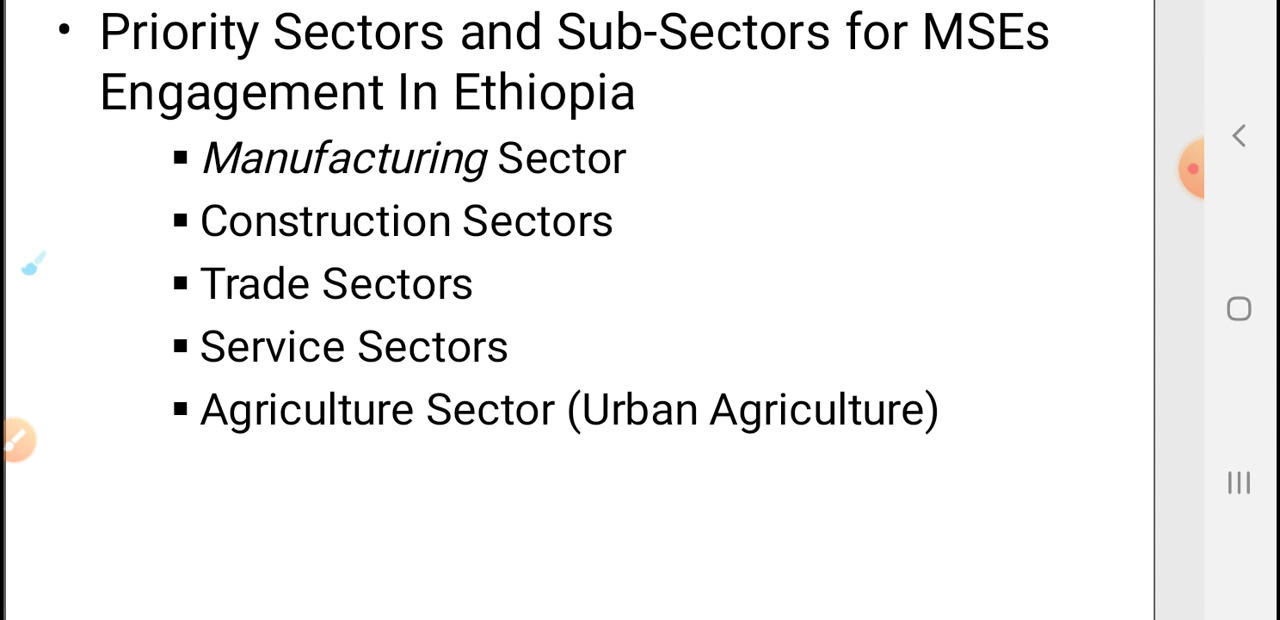 • Priority Sectors and Sub-Sectors for MSEs
Engagement In Ethiopia
▪ Manufacturing Sector
▪ Construction Sectors
▪ Trade Sectors
▪ Service Sectors
▪ Agriculture Sector (Urban Agriculture)